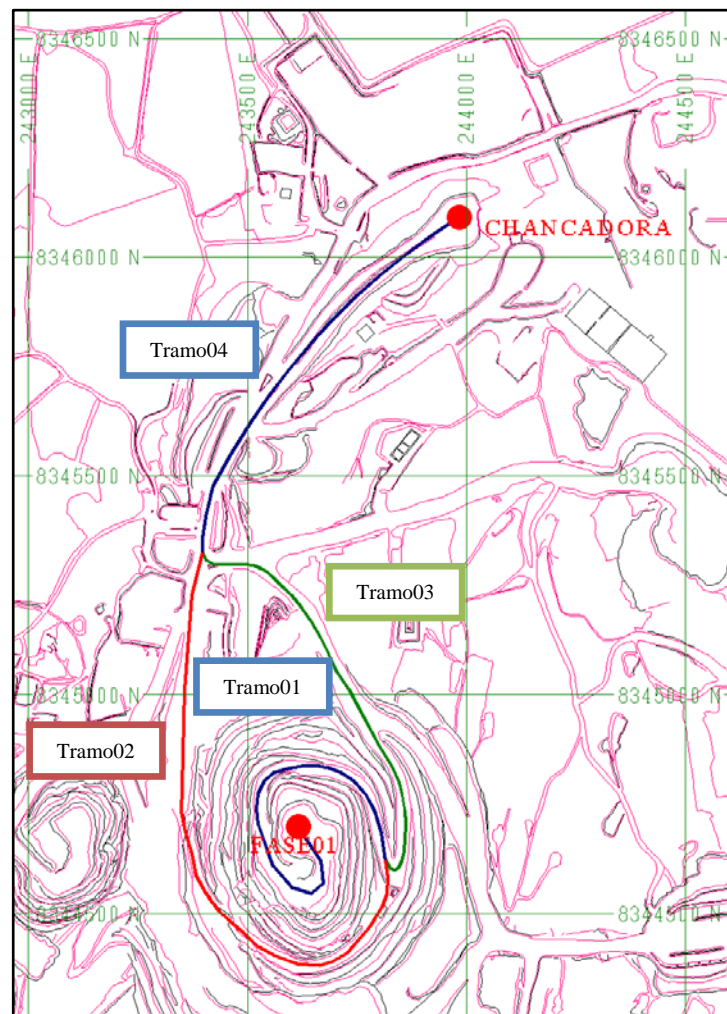 8346500 N
8346500 N
243000 E
243500 E
244000 E
244500 E
CHANCADORA
8346000 N
8346000 N
Tramo04
8345500 N
8345500 N
Tramo03
Tramo01
8345000 N
8345000 N
Tramo02
FASE01
8344500 N
8344500 N